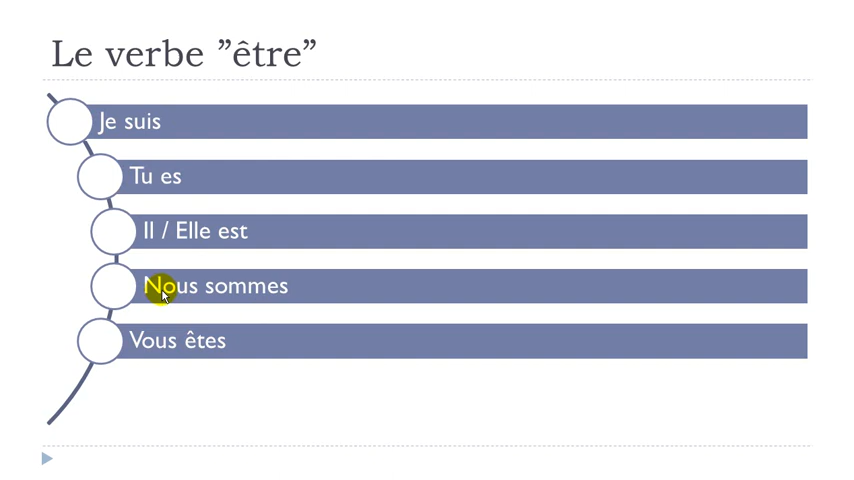 Le verbe ”être”
Je suis
Tu es
Il / Elle est
Nous sommes
Vous êtes